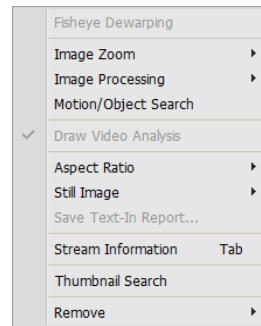 Fisheye Dewarping
Image Zoom
Image Processing
Motion/Object Search
Draw Video Analysis
Aspect Ratio
Still Image
Save Text-In Report...
Stream Information Tab
Thumbnail Search
Remove